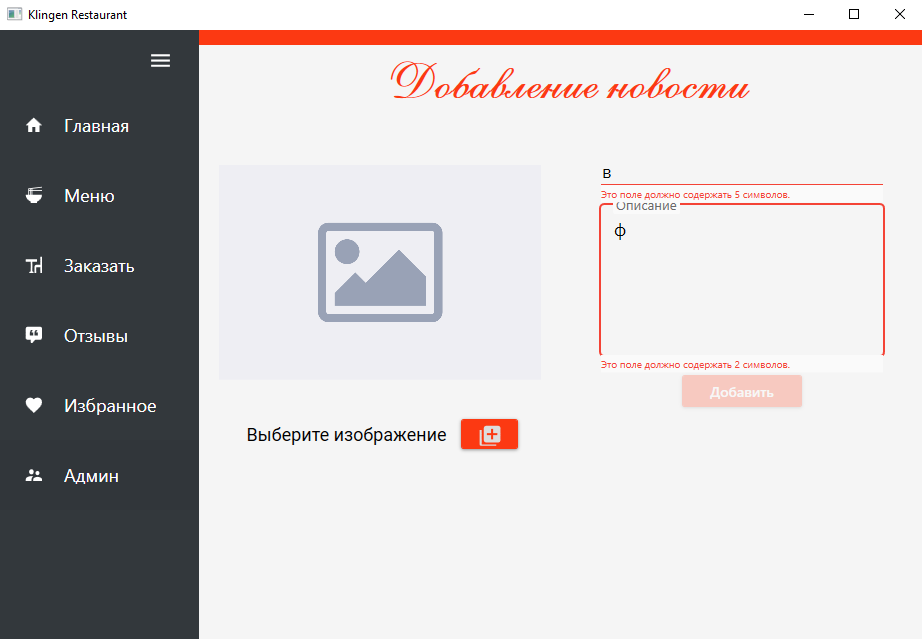 Klingen Restaurant
Добавление новости
Главная
Меню
Заказать
Отзывы
Избранное
Админ
Выберите изображение
в
Это поле должно содержать 5 символов.
Описание
ф
Это поле должно содержать 2 символов.
Добавить